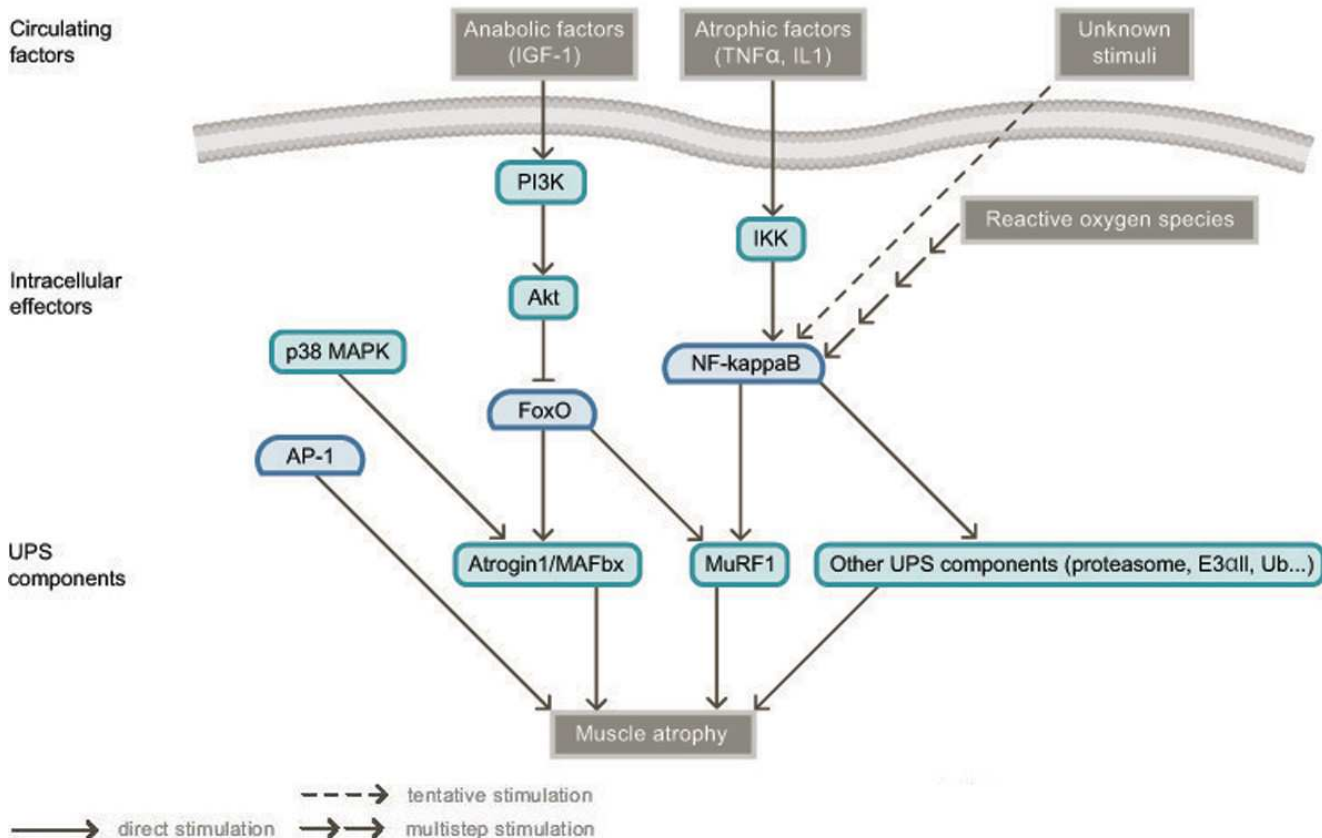 Circulating
factors
Anabolic factors
(IGF-1)
Atrophic factors
(TNFα, IL1)
Unknown
stimuli
PI3K
Reactive oxygen species
IKK
Intracellular
effectors
Akt
p38 MAPK
NF-kappaB
FoxO
AP-1
UPS
components
Atrogin1/MAFbx
MuRF1
Other UPS components (proteasome, E3αII, Ub...)
Muscle atrophy
tentative stimulation
direct stimulation
multistep stimulation